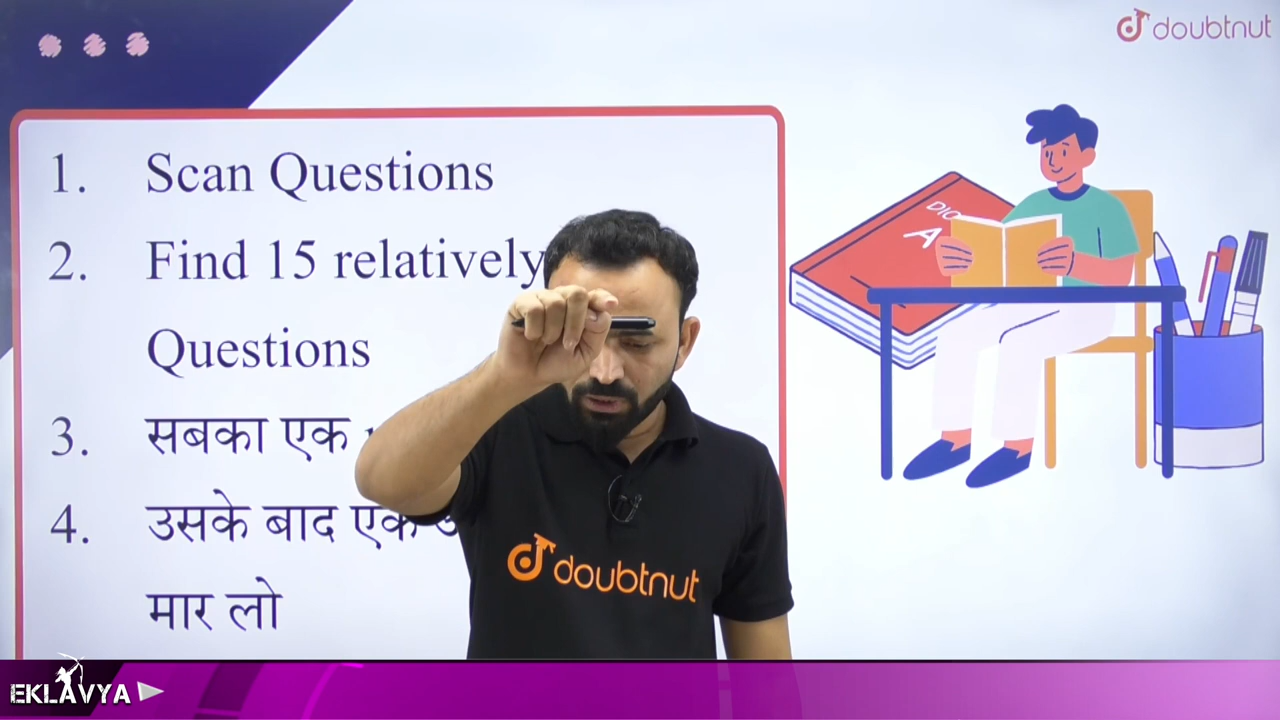 doubtnut
1. Scan Questions
2. Find 15 relatively
Questions
3. सबका एक
4. उसके बाद एक
मार लो
A
doubtnut
EKLAVYA